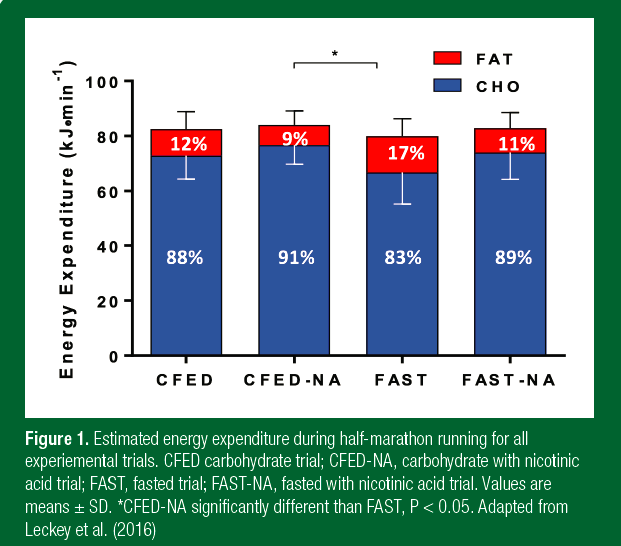 *
FAT
CHO
Energy Expenditure (kJ•min⁻¹)
100
80
60
40
20
0
12%
9%
17%
11%
88%
91%
83%
89%
CFED
CFED-NA
FAST
FAST-NA
Figure 1. Estimated energy expenditure during half-marathon running for all
experiemental trials. CFED carbohydrate trial; CFED-NA, carbohydrate with nicotinic
acid trial; FAST, fasted trial; FAST-NA, fasted with nicotinic acid trial. Values are
means ± SD. *CFED-NA significantly different than FAST, P < 0.05. Adapted from
Leckey et al. (2016)